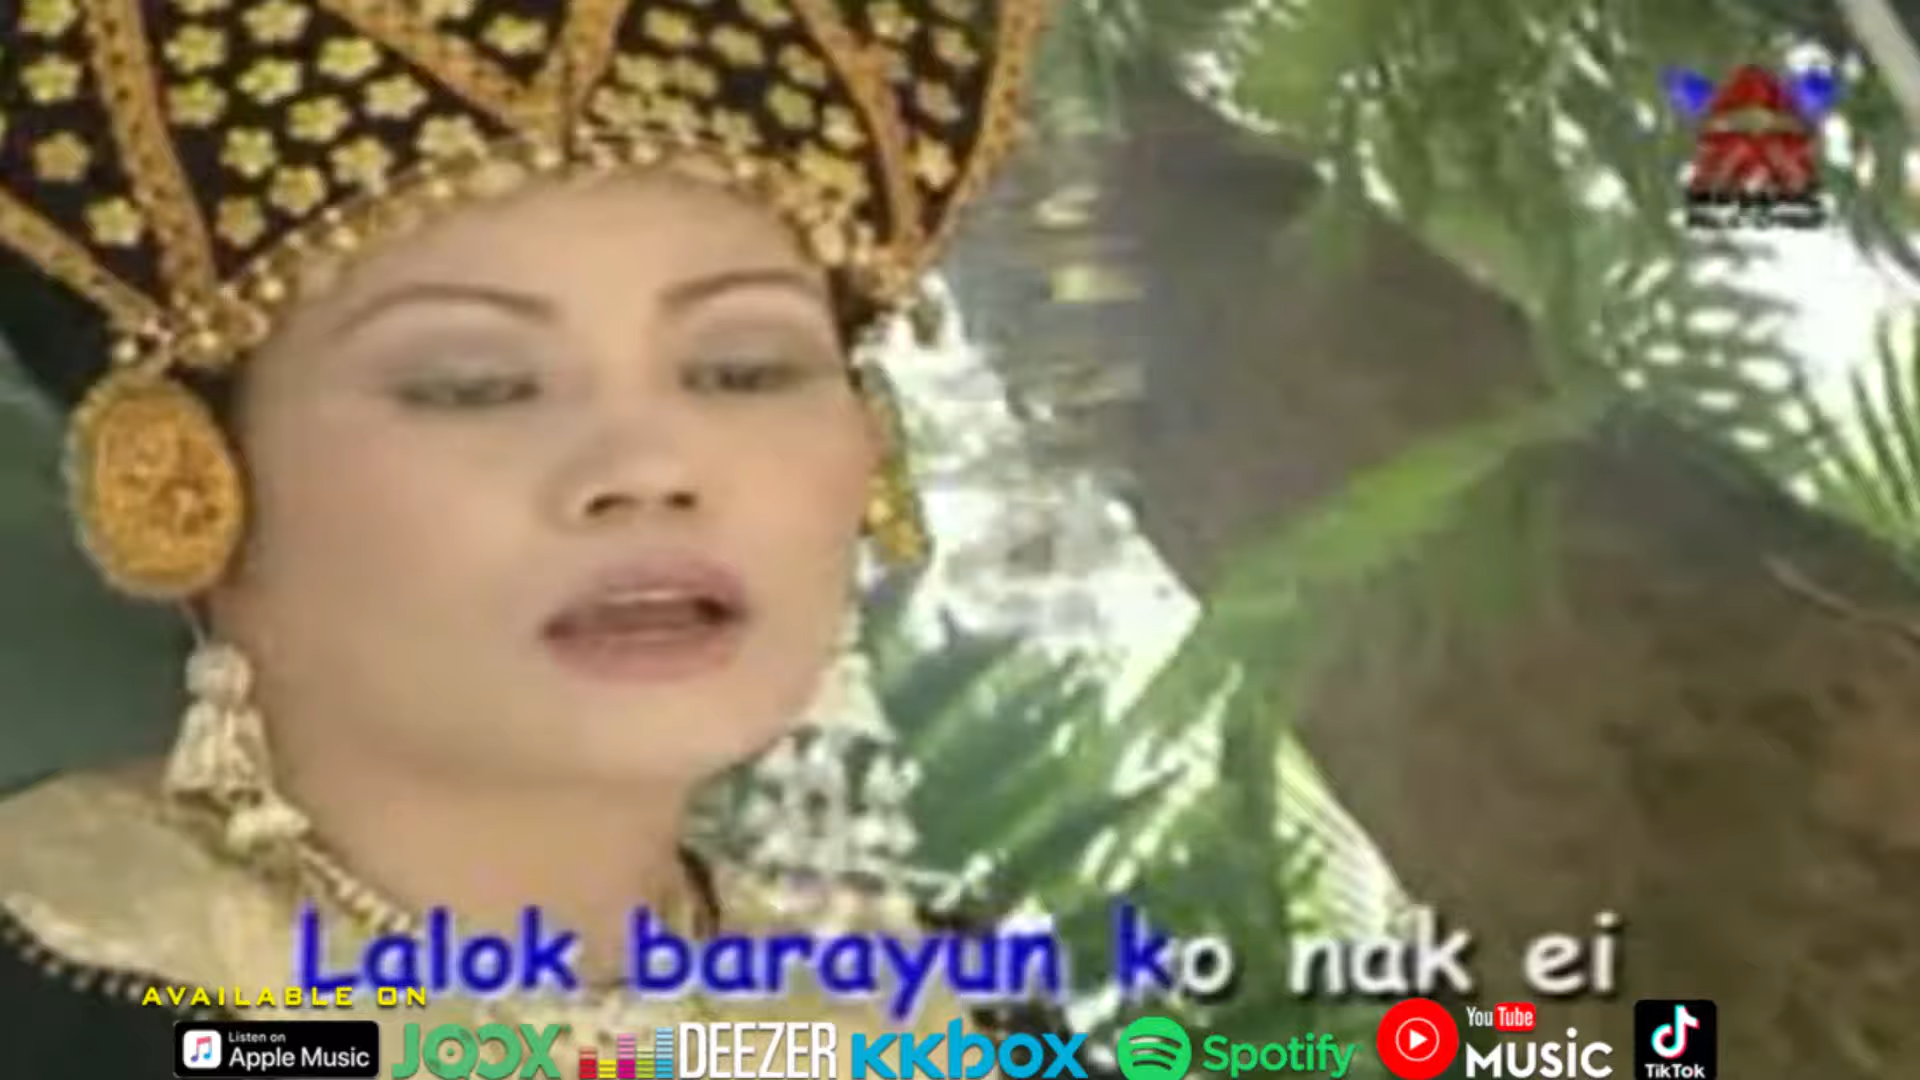 Lalok barayun ko nak ei
AVAILABLE ON
Listen on
Apple Music
JOOX
DEEZER
KKBOX
Spotify
YouTube
MUSIC
TikTok